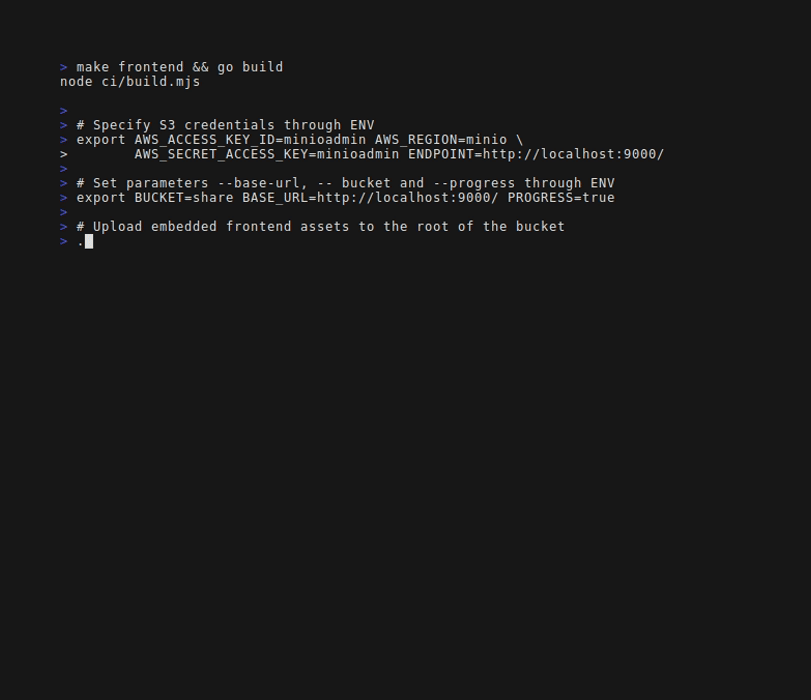 > make frontend && go build
node ci/build.mjs
>
> # Specify S3 credentials through ENV
> export AWS_ACCESS_KEY_ID=minioadmin AWS_REGION=minio \
>        AWS_SECRET_ACCESS_KEY=minioadmin ENDPOINT=http://localhost:9000/
>
> # Set parameters --base-url, -- bucket and --progress through ENV
> export BUCKET=share BASE_URL=http://localhost:9000/ PROGRESS=true
>
> # Upload embedded frontend assets to the root of the bucket
> .